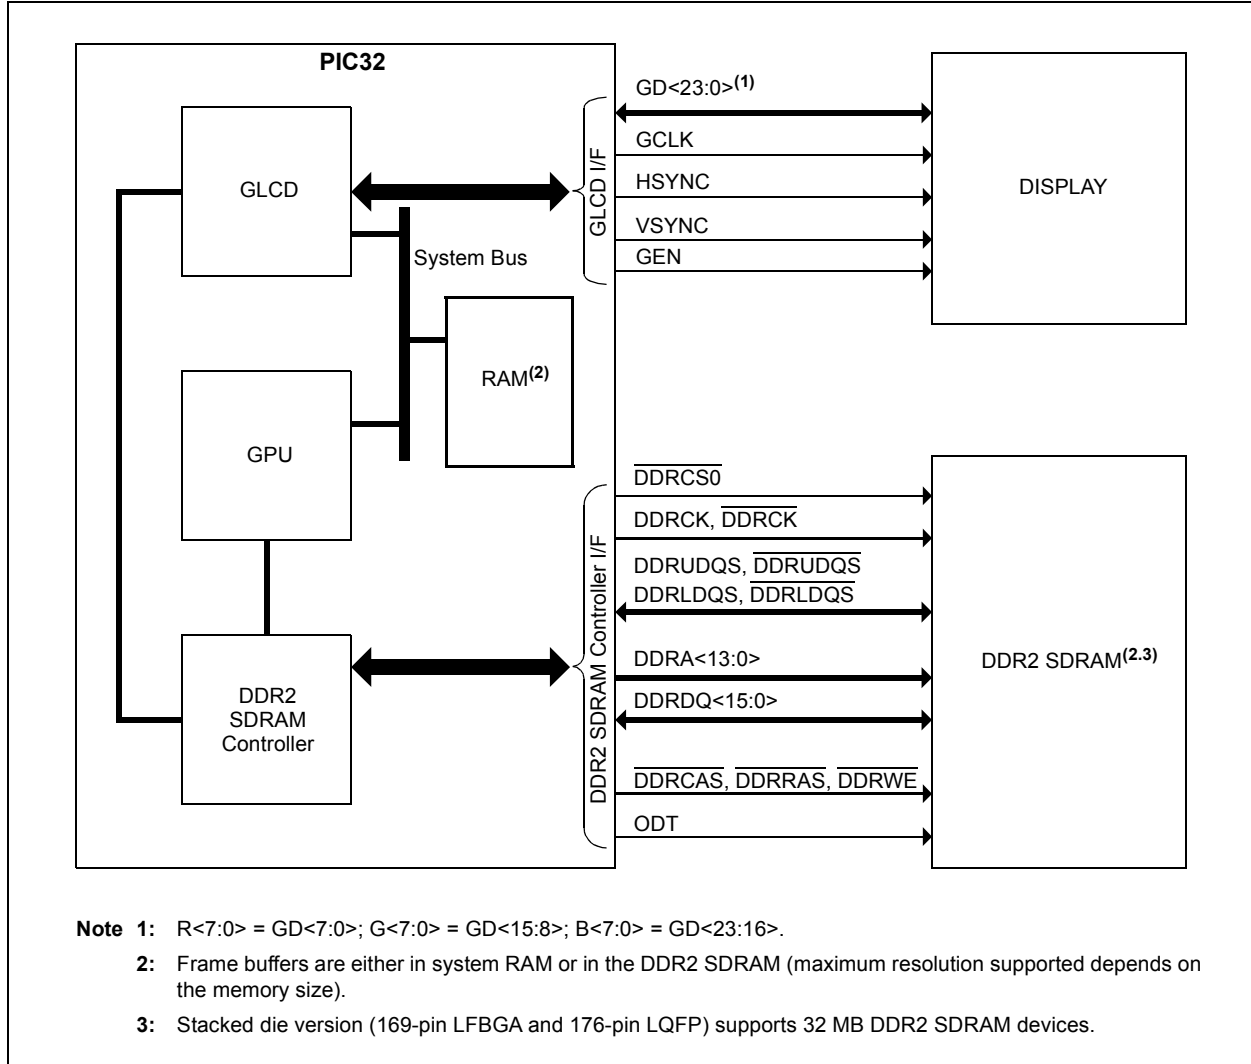 PIC32
GLCD
System Bus
RAM(2)
GPU
DDR2
SDRAM
Controller
GLCD I/F
GD<23:0>(1)
GCLK
HSYNC
VSYNC
GEN
DISPLAY
DDR2 SDRAM Controller I/F
DDRCS0
DDRCK, DDRCK
DDRUDQS, DDRUDQS
DDRLDQS, DDRLDQS
DDRA<13:0>
DDRDQ<15:0>
DDRCAS, DDRRAS, DDRWE
ODT
DDR2 SDRAM(2.3)
Note 1: R<7:0> = GD<7:0>; G<7:0> = GD<15:8>; B<7:0> = GD<23:16>.
2: Frame buffers are either in system RAM or in the DDR2 SDRAM (maximum resolution supported depends on
the memory size).
3: Stacked die version (169-pin LFBGA and 176-pin LQFP) supports 32 MB DDR2 SDRAM devices.